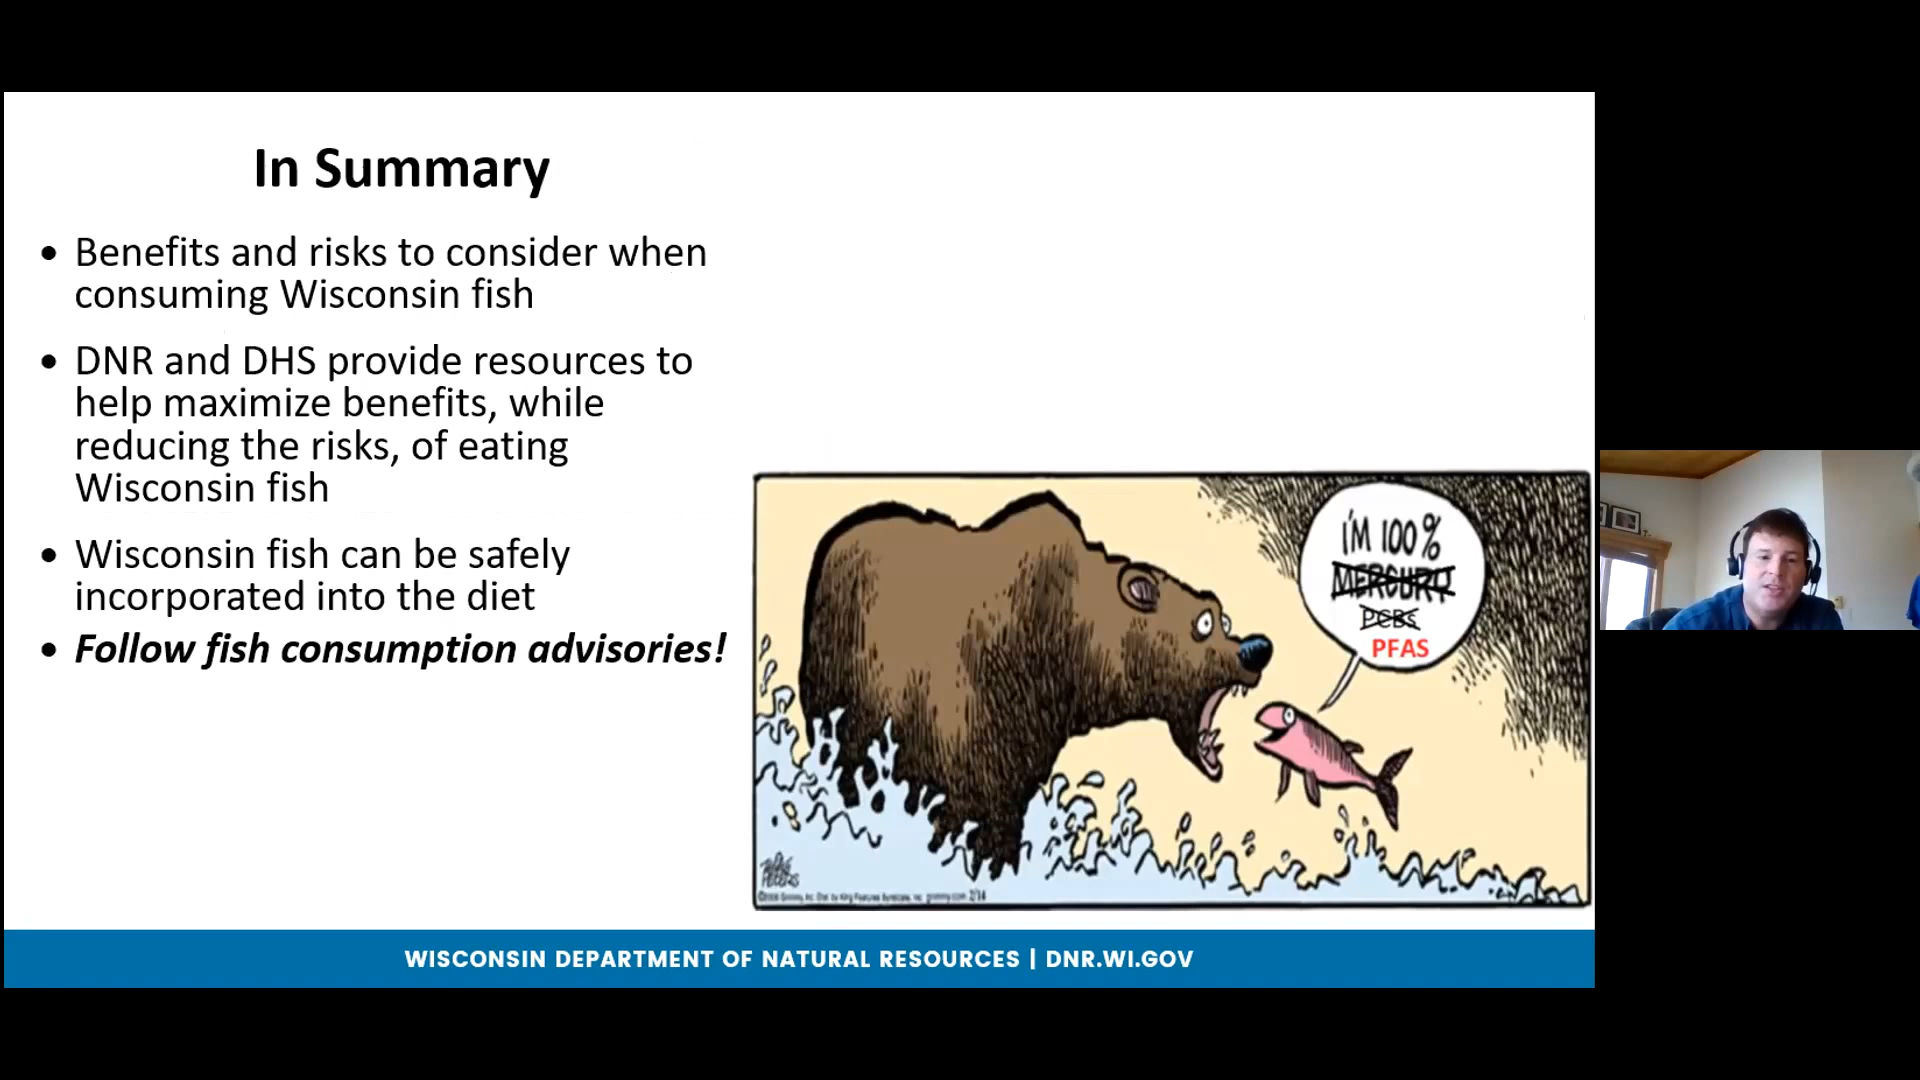 In Summary
• Benefits and risks to consider when
consuming Wisconsin fish
• DNR and DHS provide resources to
help maximize benefits, while
reducing the risks, of eating
Wisconsin fish
• Wisconsin fish can be safely
incorporated into the diet
• Follow fish consumption advisories!
I'M 100%
MERCURY
PCBS
PFAS
WISCONSIN DEPARTMENT OF NATURAL RESOURCES | DNR.WI.GOV